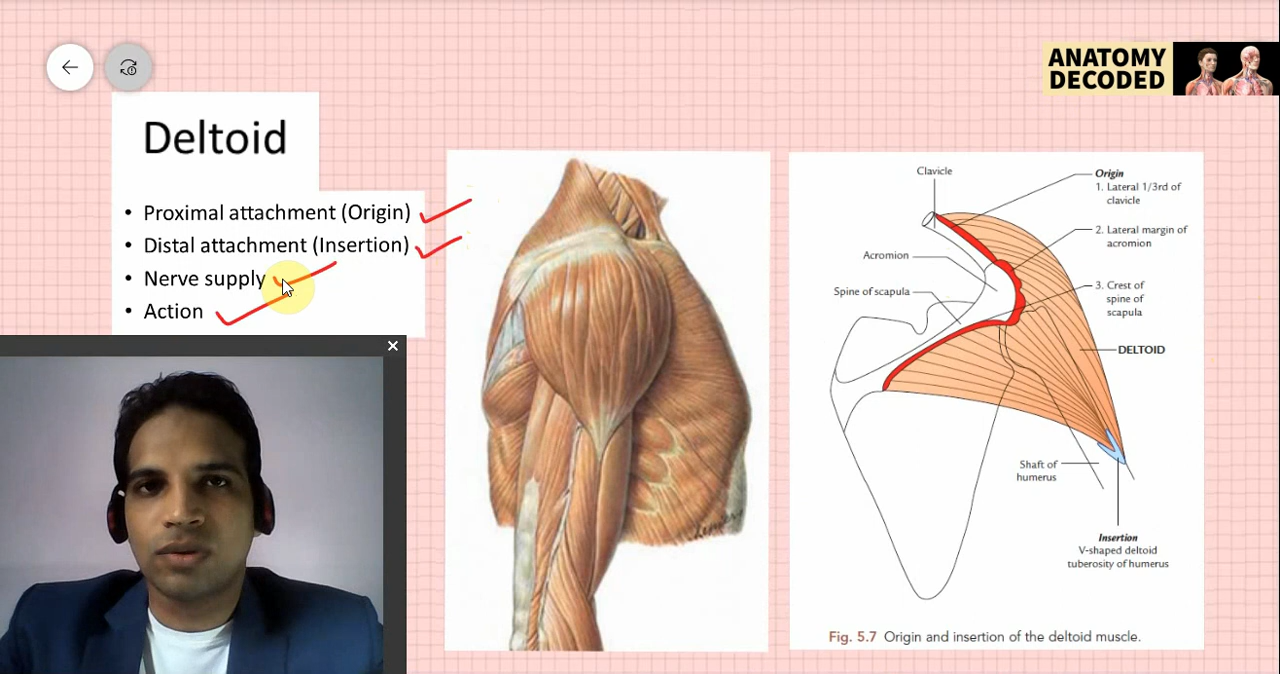 ANATOMY
DECODED
Deltoid
• Proximal attachment (Origin)
• Distal attachment (Insertion)
• Nerve supply
• Action
Clavicle
Origin
1. Lateral 1/3rd of
clavicle
2. Lateral margin of
acromion
Acromion
Spine of scapula
3. Crest of
spine of
scapula
DELTOID
Shaft of
humerus
Insertion
V-shaped deltoid
tuberosity of humerus
Fig. 5.7 Origin and insertion of the deltoid muscle.